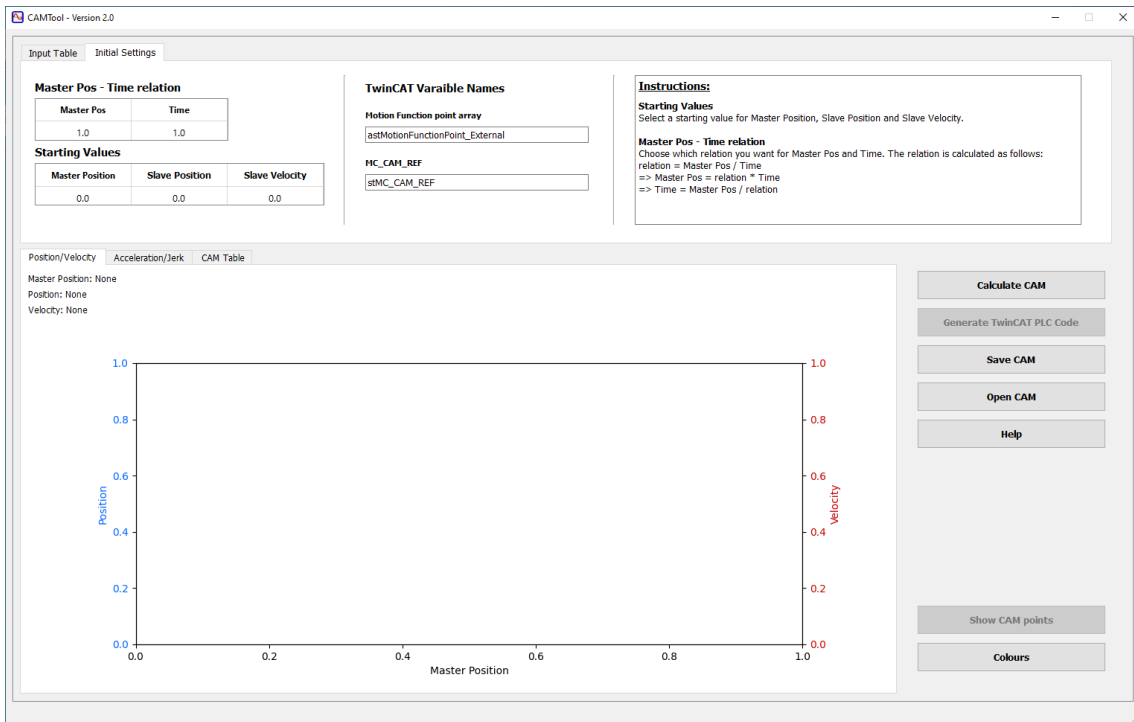 CAMTool - Version 2.0
Input Table Initial Settings
Master Pos - Time relation
Master Pos Time
1.0 1.0
Starting Values
Master Position Slave Position Slave Velocity
0.0 0.0 0.0
TwinCAT Varaible Names
Motion Function point array
astMotionFunctionPoint_External
MC_CAM_REF
stMC_CAM_REF
Instructions:
Starting Values
Select a starting value for Master Position, Slave Position and Slave Velocity.
Master Pos - Time relation
Choose which relation you want for Master Pos and Time. The relation is calculated as follows:
relation = Master Pos / Time
=> Master Pos = relation * Time
=> Time = Master Pos / relation
Position/Velocity Acceleration/Jerk CAM Table
Master Position: None
Position: None
Velocity: None
1.0
0.8
0.6
0.4
0.2
0.0
Position
0.0 0.2 0.4 0.6 0.8 1.0
Master Position
1.0
0.8
0.6
0.4
0.2
0.0
Velocity
Calculate CAM
Generate TwinCAT PLC Code
Save CAM
Open CAM
Help
Show CAM points
Colours